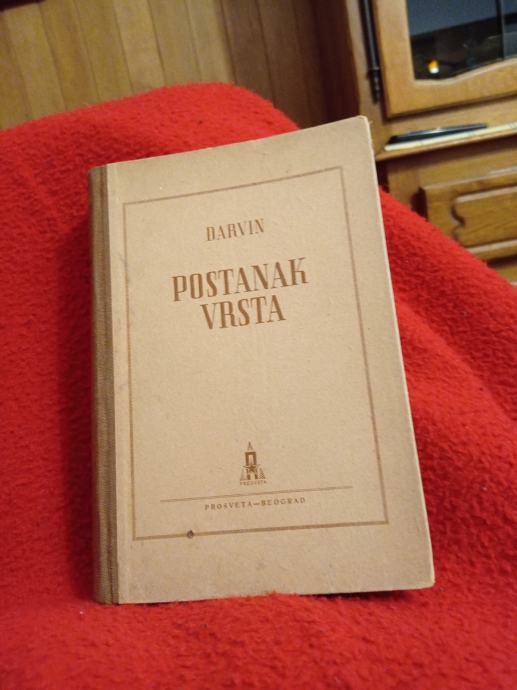 DARVIN
POSTANAK
VRSTA
PROSVETA
PROSVETA—BEOGRAD